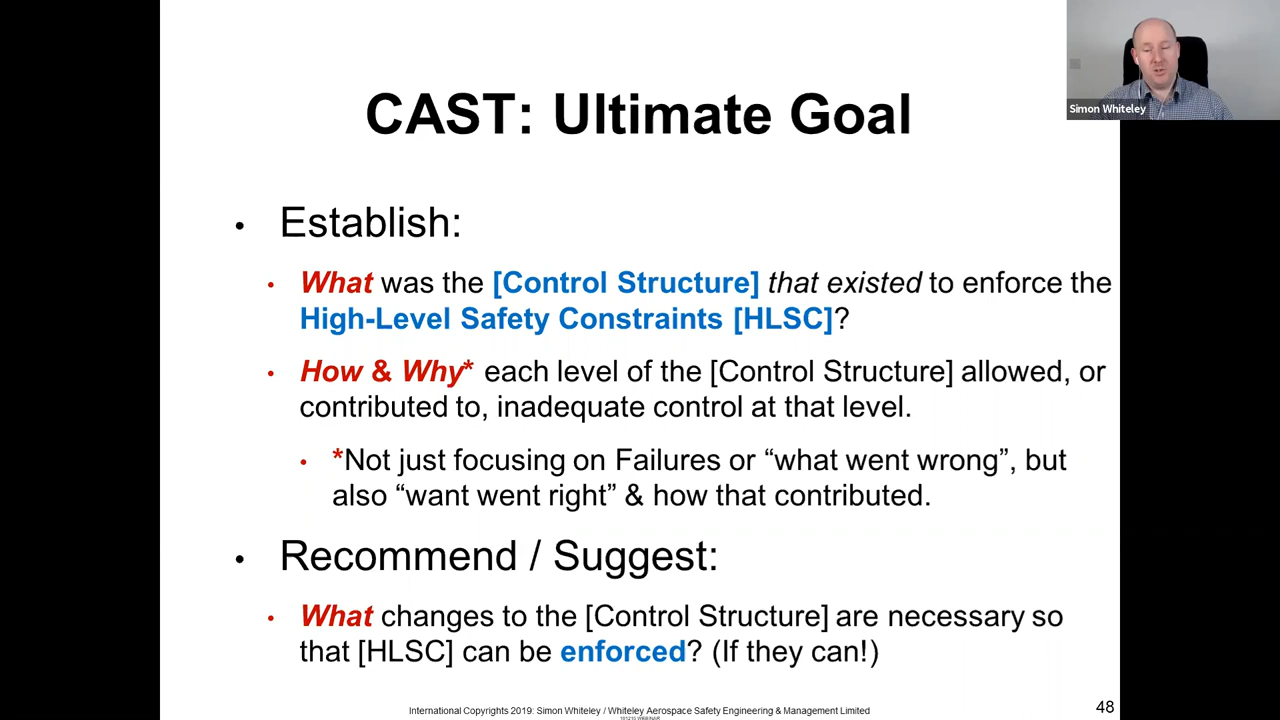 CAST: Ultimate Goal
Simon Whiteley
• Establish:
• What was the [Control Structure] that existed to enforce the
High-Level Safety Constraints [HLSC]?
• How & Why* each level of the [Control Structure] allowed, or
contributed to, inadequate control at that level.
• *Not just focusing on Failures or “what went wrong”, but
also “want went right” & how that contributed.
• Recommend / Suggest:
• What changes to the [Control Structure] are necessary so
that [HLSC] can be enforced? (If they can!)
International Copyrights 2019: Simon Whiteley / Whiteley Aerospace Safety Engineering & Management Limited
48
191215 WEBINAR